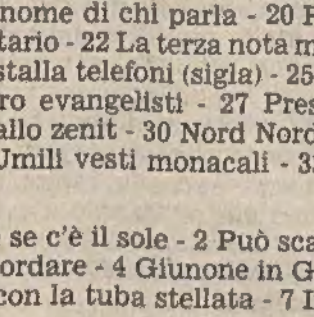 nome di chi parla - 20
tario - 22 La terza nota
stalla telefoni (sigla) - 25
ro evangelisti - 27 Pres
allo zenit - 30 Nord Nord
Umili vesti monacali - 3
se c'è il sole - 2 Può sca
ordare - 4 Giunone in G
con la tuba stellata - 7